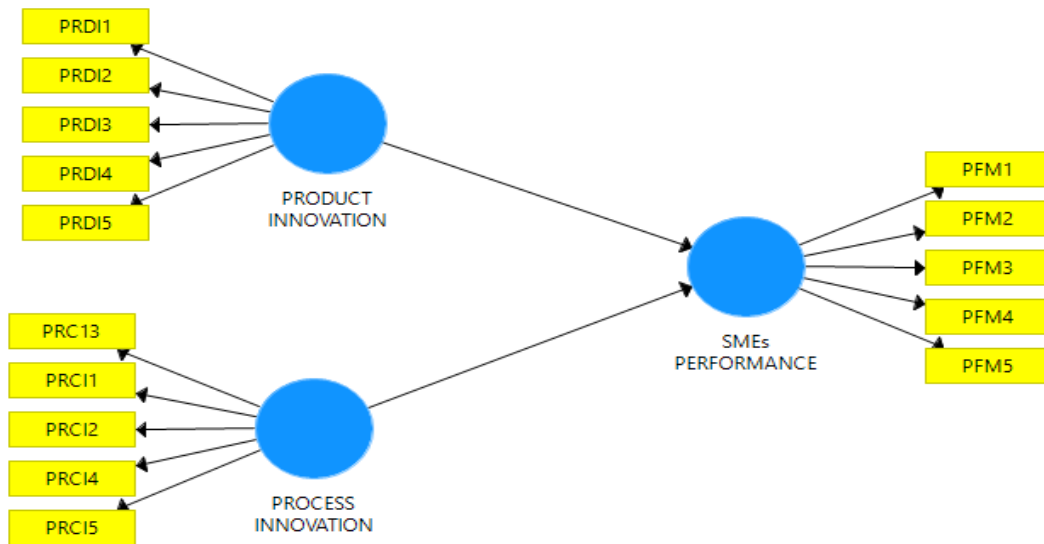 PRDI1
PRDI2
PRDI3
PRDI4
PRDI5
PRODUCT
INNOVATION
PRC13
PRCI1
PRCI2
PRCI4
PRCI5
PROCESS
INNOVATION
SMEs
PERFORMANCE
PFM1
PFM2
PFM3
PFM4
PFM5